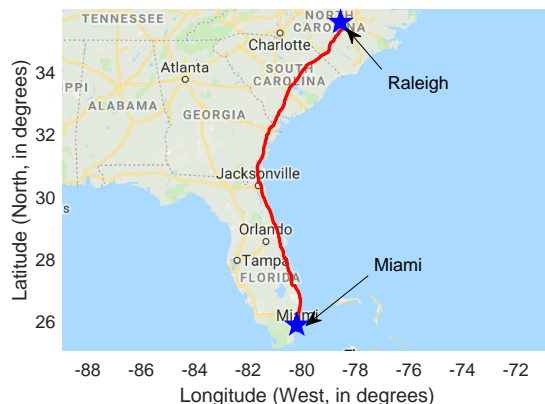 TENNESSEE
NORTH
CAROLINA
Charlotte
Atlanta
SOUTH
CAROLINA
Raleigh
PPI
ALABAMA
GEORGIA
Jacksonville
s
Orlando
Tampa
FLORIDA
Miami
Miami
34
32
30
28
26
-88
-86
-84
-82
-80
-78
-76
-74
-72
Latitude (North, in degrees)
Longitude (West, in degrees)